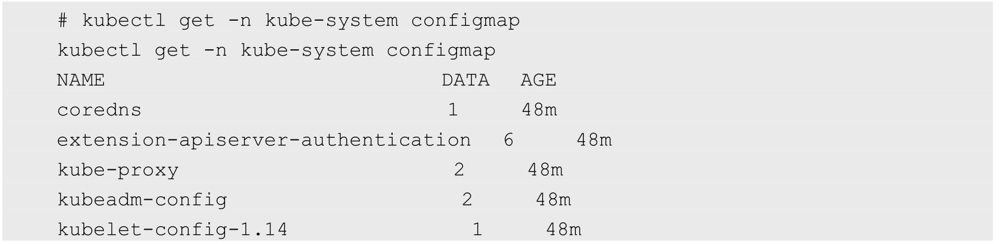 # kubectl get -n kube-system configmap
kubectl get -n kube-system configmap
NAME                            DATA   AGE
coredns                         1      48m
extension-apiserver-authentication   6      48m
kube-proxy                      2      48m
kubeadm-config                  2      48m
kubelet-config-1.14             1      48m